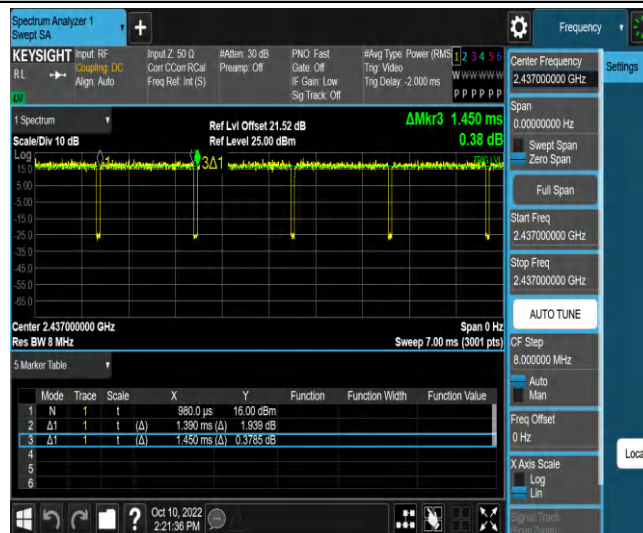 Spectrum Analyzer 1
Swept SA
+
Frequency
KEYSIGHT
RL
Input: RF
Coupling: DC
Align: Auto
Input Z: 50 Ω
Corr CCorr RCal
Freq Ref: Int (S)
#Atten: 30 dB
Preamp: Off
PNO: Fast
Gate: Off
IF Gain: Low
Sig Track: Off
#Avg Type: Power (RMS
Trig: Video
Trig Delay: -2.000 ms
1 2 3 4 5 6
W W W W W W
P P P P P P
1 Spectrum
Scale/Div 10 dB
Ref Lvl Offset 21.52 dB
Ref Level 25.00 dBm
ΔMkr3 1.450 ms
0.38 dB
Log
15.0
5.00
-5.00
-15.0
-25.0
-35.0
-45.0
-55.0
-65.0
3Δ1
TRIG LVL
Center 2.437000000 GHz
Res BW 8 MHz
Span 0 Hz
Sweep 7.00 ms (3001 pts)
5 Marker Table
Mode Trace Scale X Y Function Function Width Function Value
1 N 1 t 980.0 µs 16.00 dBm
2 Δ1 1 t (Δ) 1.390 ms (Δ) 1.939 dB
3 Δ1 1 t (Δ) 1.450 ms (Δ) 0.3785 dB
4
5
6
?
Oct 10, 2022
2:21:36 PM
Center Frequency
2.437000000 GHz
Settings
Span
0.00000000 Hz
Swept Span
Zero Span
Full Span
Start Freq
2.437000000 GHz
Stop Freq
2.437000000 GHz
AUTO TUNE
CF Step
8.000000 MHz
Auto
Man
Freq Offset
0 Hz
X Axis Scale
Log
Lin
Signal Track
(Span Zoom)
Loca